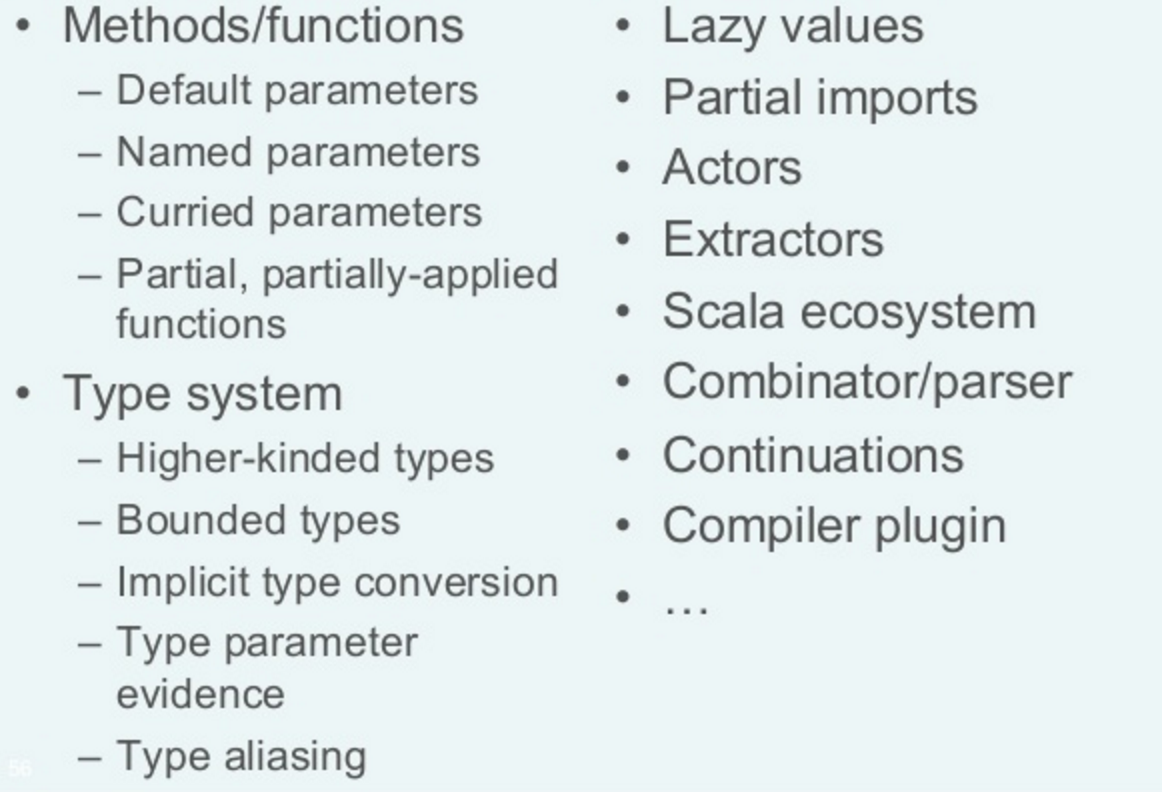 • Methods/functions
– Default parameters
– Named parameters
– Curried parameters
– Partial, partially-applied
functions
• Type system
– Higher-kinded types
– Bounded types
– Implicit type conversion
– Type parameter
evidence
– Type aliasing
• Lazy values
• Partial imports
• Actors
• Extractors
• Scala ecosystem
• Combinator/parser
• Continuations
• Compiler plugin
• …
56